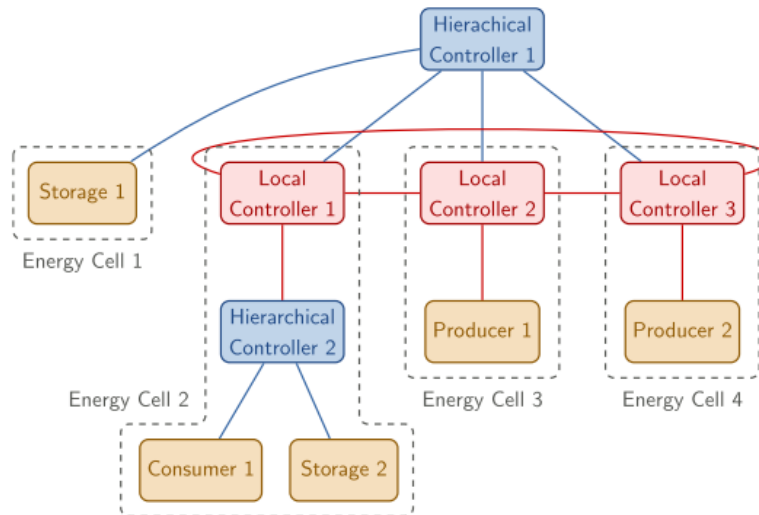 Hierachical
Controller 1
Storage 1
Local
Controller 1
Local
Controller 2
Local
Controller 3
Energy Cell 1
Hierarchical
Controller 2
Producer 1
Producer 2
Energy Cell 2
Energy Cell 3
Energy Cell 4
Consumer 1
Storage 2